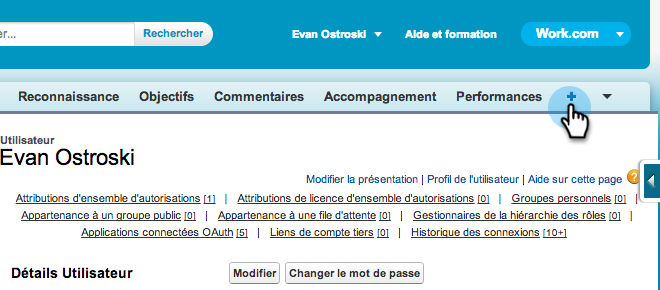 er... Rechercher Evan Ostroski Aide et formation Work.com
Reconnaissance Objectifs Commentaires Accompagnement Performances +
Utilisateur
Evan Ostroski
Modifier la présentation | Profil de l'utilisateur | Aide sur cette page ?
Attributions d'ensemble d'autorisations [1] | Attributions de licence d'ensemble d'autorisations [0] | Groupes personnels [0] |
Appartenance à un groupe public [0] | Appartenance à une file d'attente [0] | Gestionnaires de la hiérarchie des rôles [0] |
Applications connectées OAuth [5] | Liens de compte tiers [0] | Historique des connexions [10+]
Détails Utilisateur Modifier Changer le mot de passe